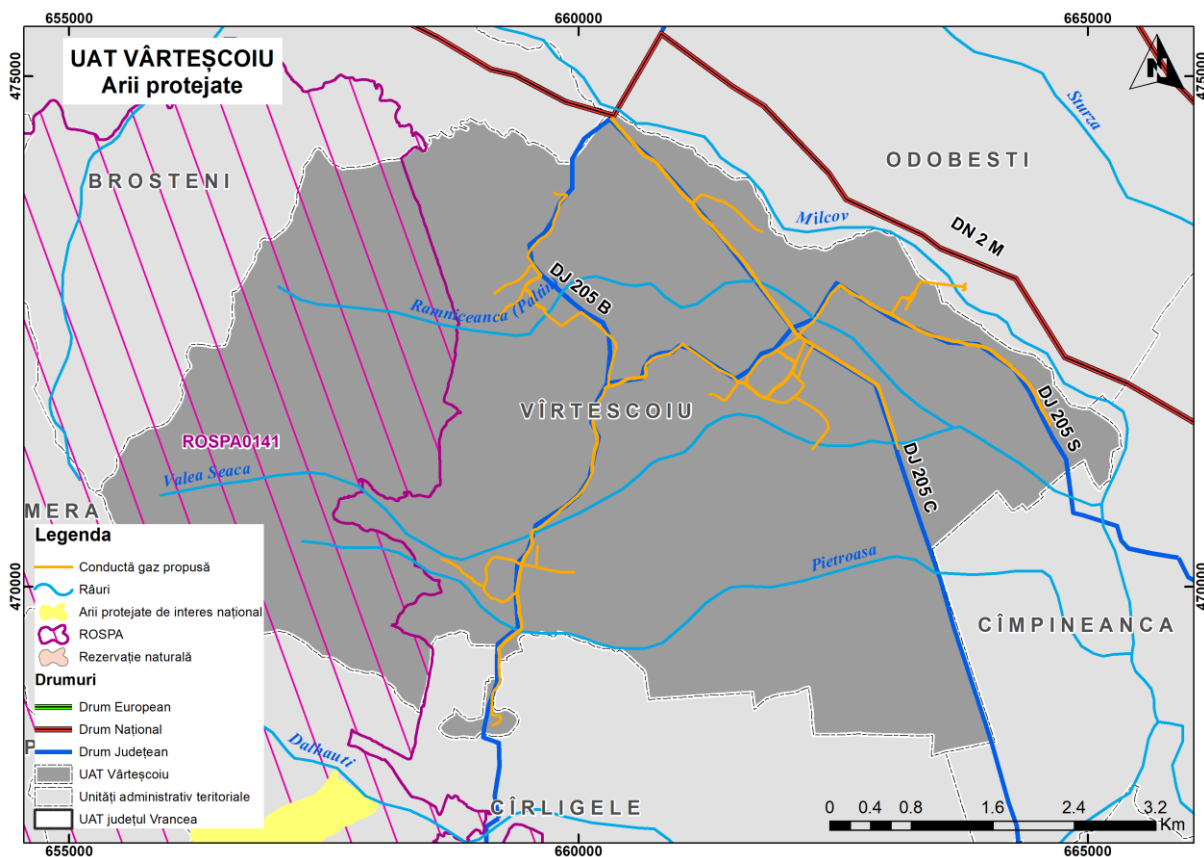 655000
660000
665000
UAT VÂRTEȘCOIU
Arii protejate
475000
475000
N
Sturza
ODOBESTI
BROSTENI
Milcov
DN 2 M
DJ 205 B
Ramniceanca (Paltin
VÎRTEȘCOIU
DJ 205 S
ROSPA0141
DJ 205 C
Valea Seaca
MERA
Pietroasa
470000
470000
CÎMPINEANCA
Legenda
Conductă gaz propusă
Râuri
Arii protejate de interes național
ROSPA
Rezervație naturală
Drumuri
Drum European
Drum Național
Drum Județean
UAT Vârteșcoiu
Unități administrativ teritoriale
UAT județul Vrancea
P
Dalhauti
CÎRLIGELE
0 0.4 0.8 1.6 2.4 3.2
Km
655000
660000
665000